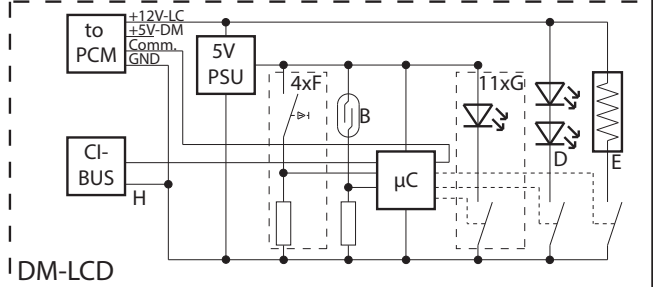 to
PCM
+12V-LC
+5V-DM
Comm.
GND
5V
PSU
4xF
B
11xG
D
E
CI-
BUS
H
µC
DM-LCD